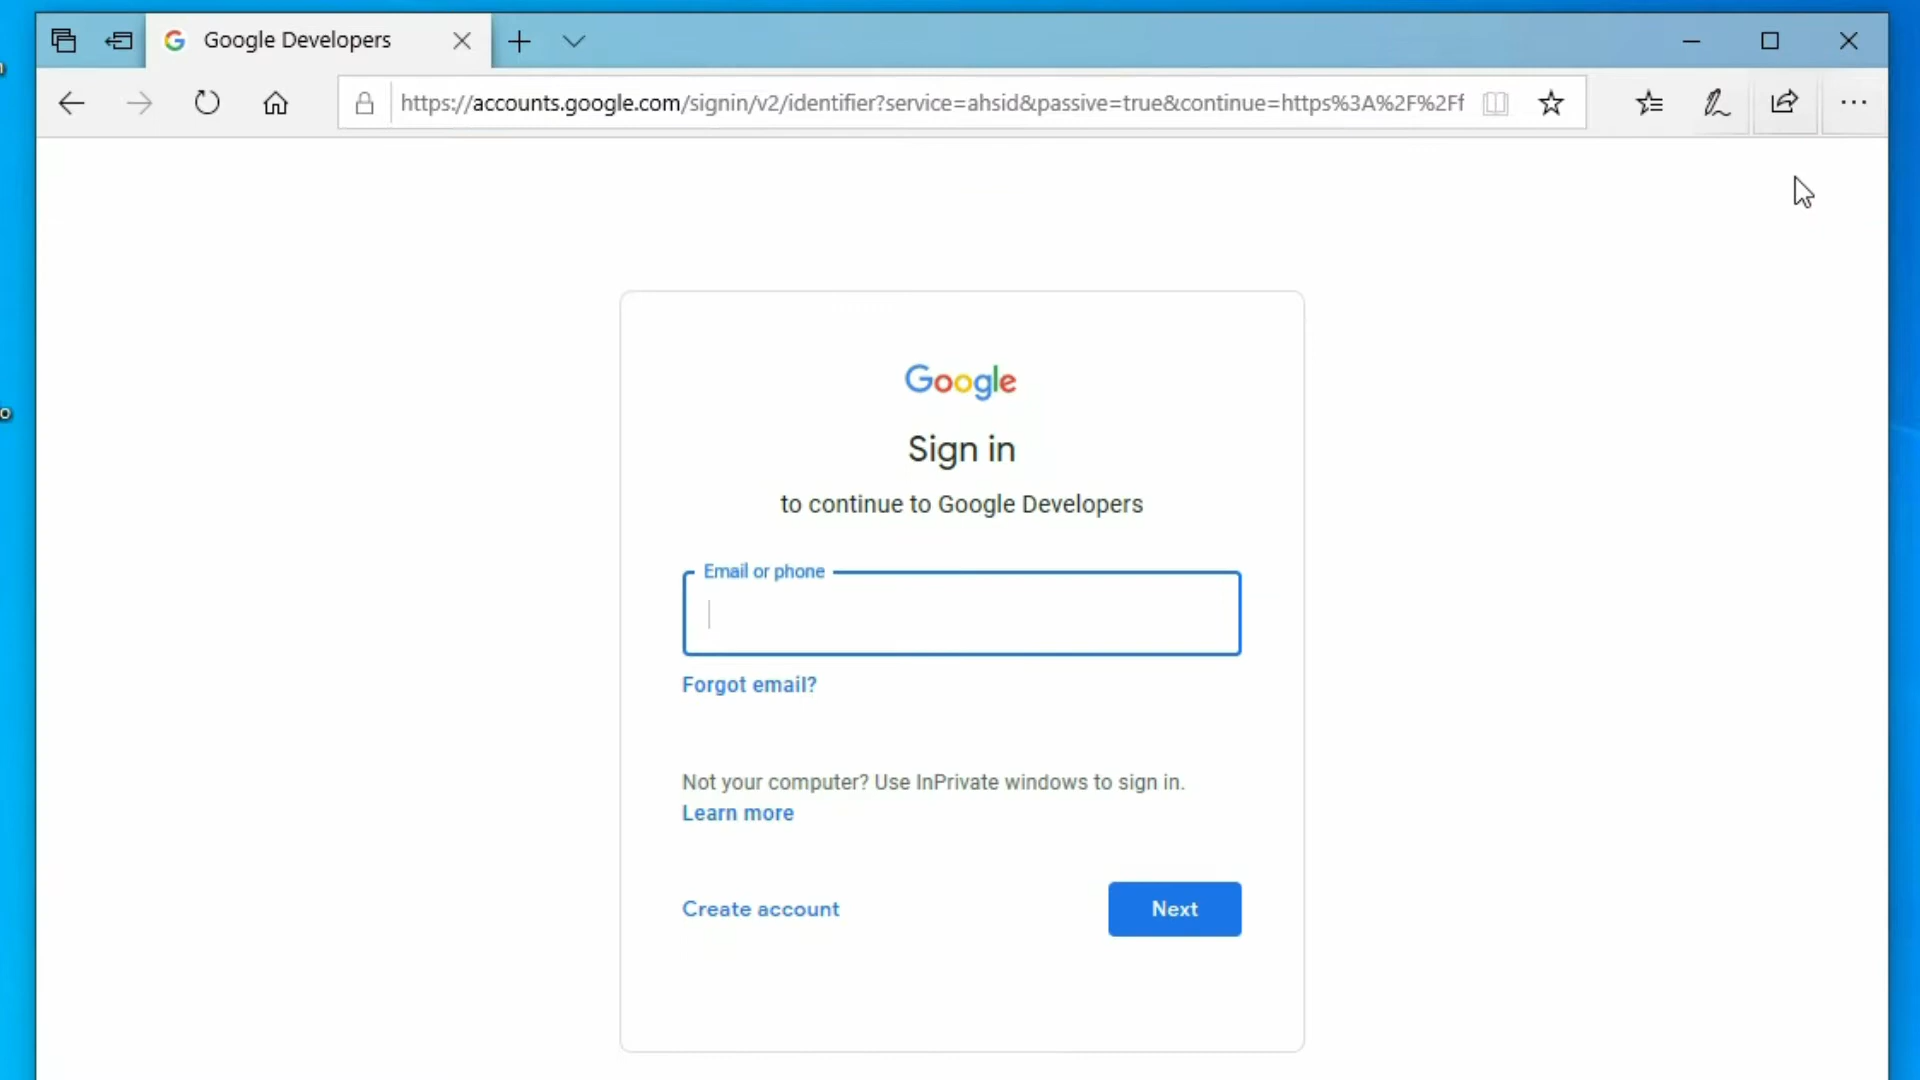 Google Developers
https://accounts.google.com/signin/v2/identifier?service=ahsid&passive=true&continue=https%3A%2F%2Ff
Google
Sign in
to continue to Google Developers
Email or phone
Forgot email?
Not your computer? Use InPrivate windows to sign in.
Learn more
Create account
Next